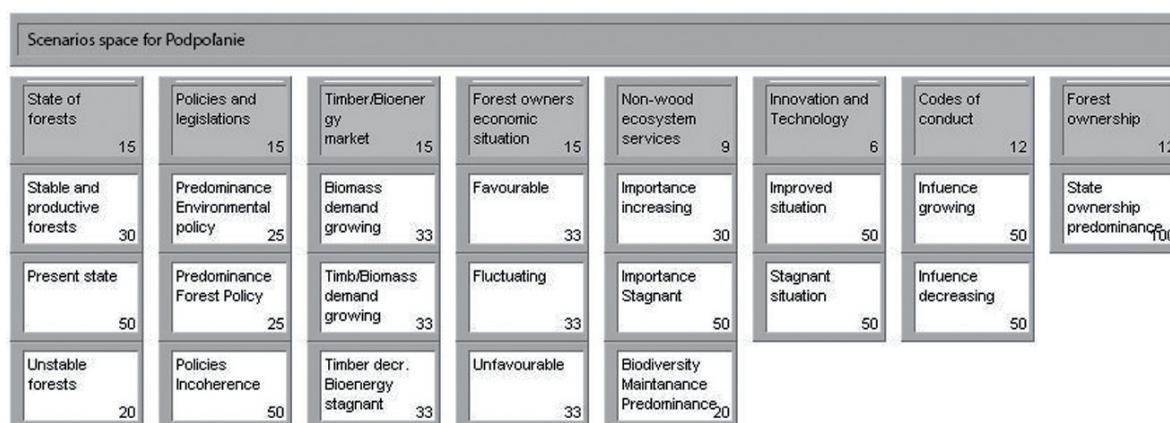 Scenarios space for Podpoľanie
State of
forests
15
Policies and
legislations
15
Timber/Bioener
gy
market
15
Forest owners
economic
situation
15
Non-wood
ecosystem
services
9
Innovation and
Technology
6
Codes of
conduct
12
Forest
ownership
12
Stable and
productive
forests
30
Predominance
Environmental
policy
25
Biomass
demand
growing
33
Favourable
33
Importance
increasing
30
Improved
situation
50
Infuence
growing
50
State
ownership
predominance
100
Present state
50
Predominance
Forest Policy
25
Timb/Biomass
demand
growing
33
Fluctuating
33
Importance
Stagnant
50
Stagnant
situation
50
Infuence
decreasing
50
Unstable
forests
20
Policies
Incoherence
50
Timber decr.
Bioenergy
stagnant
33
Unfavourable
33
Biodiversity
Maintanance
Predominance
20